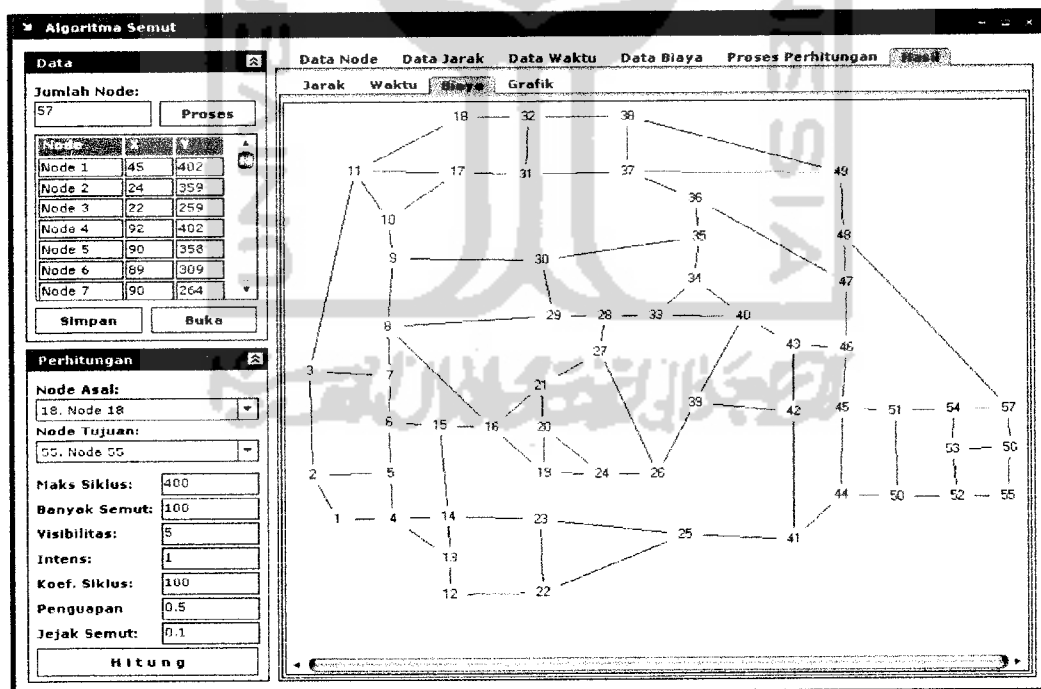 Algoritma Semut
Data
Jumlah Node:
57
Proses
Node X Y
Node 1 45 402
Node 2 24 359
Node 3 22 259
Node 4 92 402
Node 5 90 358
Node 6 89 309
Node 7 90 264
Simpan Buka
Perhitungan
Node Asal:
18. Node 18
Node Tujuan:
55. Node 55
Maks Siklus: 400
Banyak Semut: 100
Visibilitas: 5
Intens: 1
Koef. Siklus: 100
Penguapan 0.5
Jejak Semut: 0.1
Hitung
Data Node Data Jarak Data Waktu Data Biaya Proses Perhitungan Hasil
Jarak Waktu Biaya Grafik
18 32 38
11 17 31 37 49
36
10
35 48
9 30
34 47
29 28 33 40
8
43 46
27
3 7
21
39 42 45 51 54 57
6 15 16 20
53 56
2 5 19 24 26
44 50 52 55
1 4 14 23
25 41
13
12 22